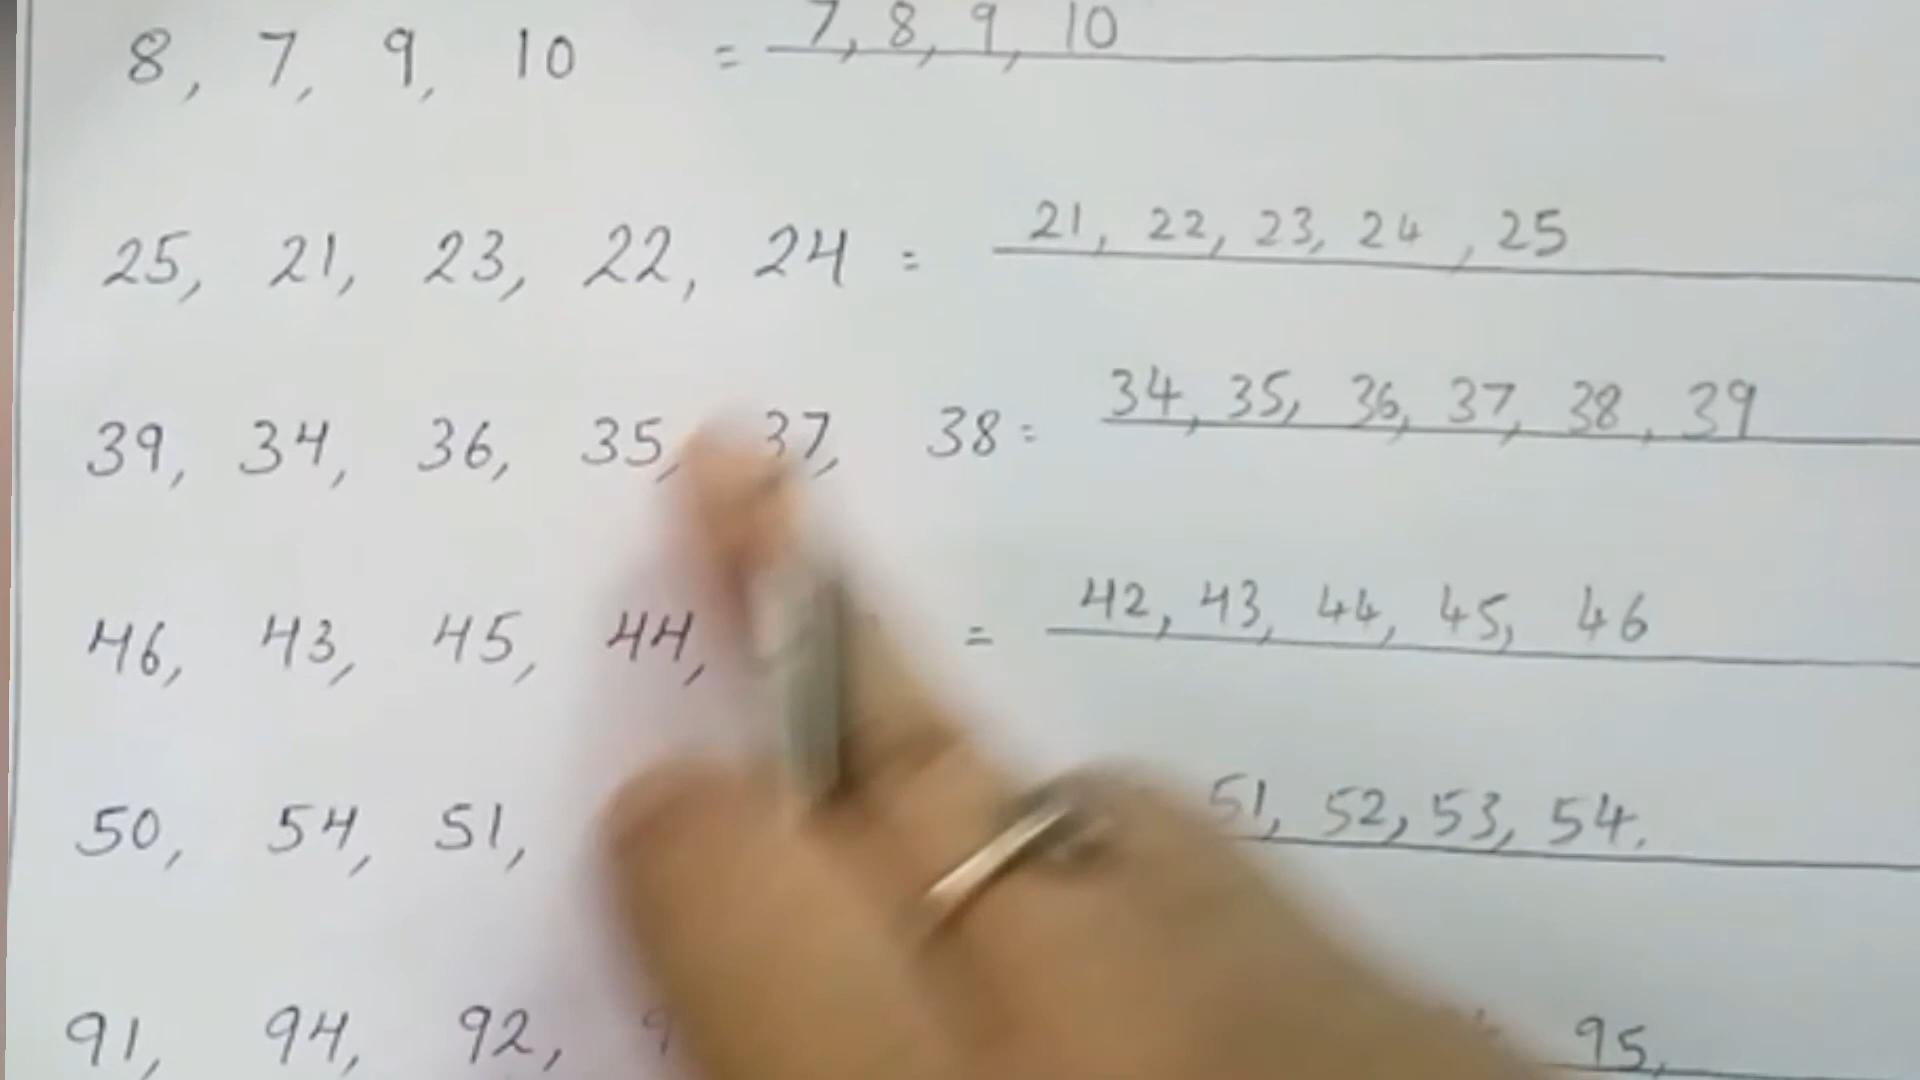 8, 7, 9, 10 = 7, 8, 9, 10
25, 21, 23, 22, 24 = 21, 22, 23, 24, 25
39, 34, 36, 35, 37, 38 = 34, 35, 36, 37, 38, 39
46, 43, 45, 44, = 42, 43, 44, 45, 46
50, 54, 51, 51, 52, 53, 54.
91, 94, 92, 95,